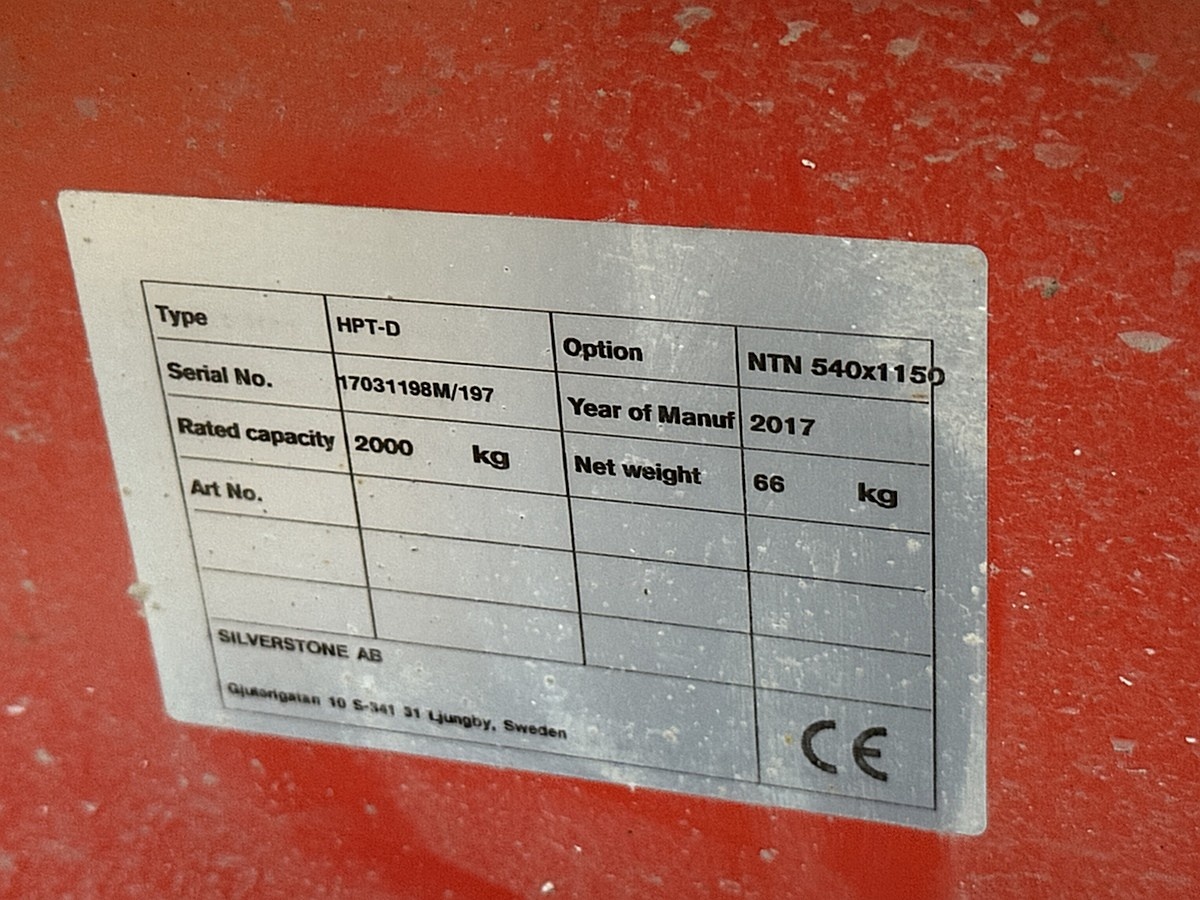 Type HPT-D Option NTN 540x1150
Serial No. 17031198M/197 Year of Manuf 2017
Rated capacity 2000 kg Net weight 66 kg
Art No.
SILVERSTONE AB
Gjuterigatan 10 S-341 31 Ljungby, Sweden
CE